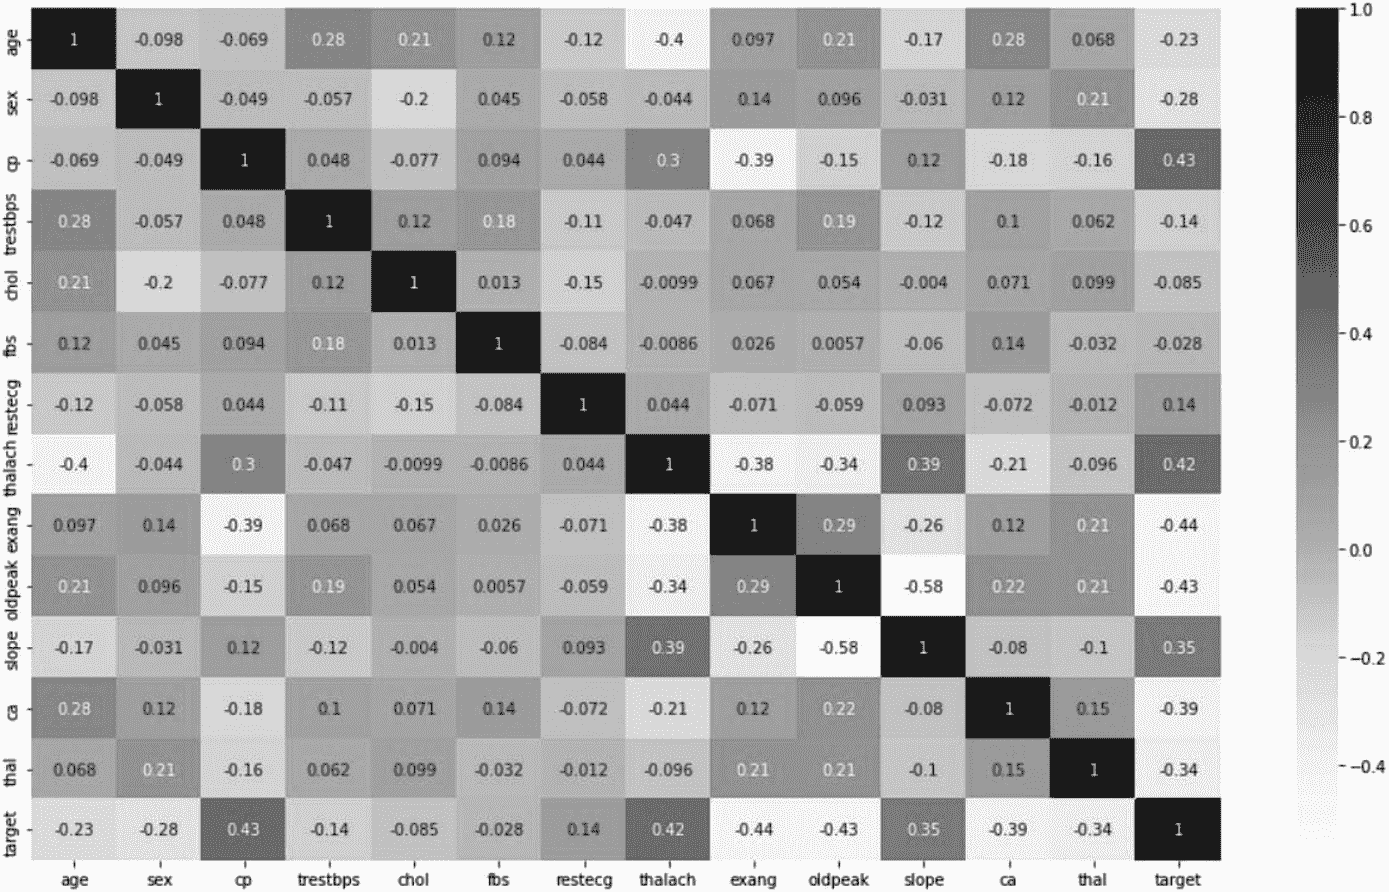 age 1 -0.098 -0.069 0.28 0.21 0.12 -0.12 -0.4 0.097 0.21 -0.17 0.28 0.068 -0.23
sex -0.098 1 -0.049 -0.057 -0.2 0.045 -0.058 -0.044 0.14 0.096 -0.031 0.12 0.21 -0.28
cp -0.069 -0.049 1 0.048 -0.077 0.094 0.044 0.3 -0.39 -0.15 0.12 -0.18 -0.16 0.43
trestbps 0.28 -0.057 0.048 1 0.12 0.18 -0.11 -0.047 0.068 0.19 -0.12 0.1 0.062 -0.14
chol 0.21 -0.2 -0.077 0.12 1 0.013 -0.15 -0.0099 0.067 0.054 -0.004 0.071 0.099 -0.085
fbs 0.12 0.045 0.094 0.18 0.013 1 -0.084 -0.0086 0.026 0.0057 -0.06 0.14 -0.032 -0.028
restecg -0.12 -0.058 0.044 -0.11 -0.15 -0.084 1 0.044 -0.071 -0.059 0.093 -0.072 -0.012 0.14
thalach -0.4 -0.044 0.3 -0.047 -0.0099 -0.0086 0.044 1 -0.38 -0.34 0.39 -0.21 -0.096 0.42
exang 0.097 0.14 -0.39 0.068 0.067 0.026 -0.071 -0.38 1 0.29 -0.26 0.12 0.21 -0.44
oldpeak 0.21 0.096 -0.15 0.19 0.054 0.0057 -0.059 -0.34 0.29 1 -0.58 0.22 0.21 -0.43
slope -0.17 -0.031 0.12 -0.12 -0.004 -0.06 0.093 0.39 -0.26 -0.58 1 -0.08 -0.1 0.35
ca 0.28 0.12 -0.18 0.1 0.071 0.14 -0.072 -0.21 0.12 0.22 -0.08 1 0.15 -0.39
thal 0.068 0.21 -0.16 0.062 0.099 -0.032 -0.012 -0.096 0.21 0.21 -0.1 0.15 1 -0.34
target -0.23 -0.28 0.43 -0.14 -0.085 -0.028 0.14 0.42 -0.44 -0.43 0.35 -0.39 -0.34 1
age sex cp trestbps chol fbs restecg thalach exang oldpeak slope ca thal target
1.0
0.8
0.6
0.4
0.2
0.0
-0.2
-0.4